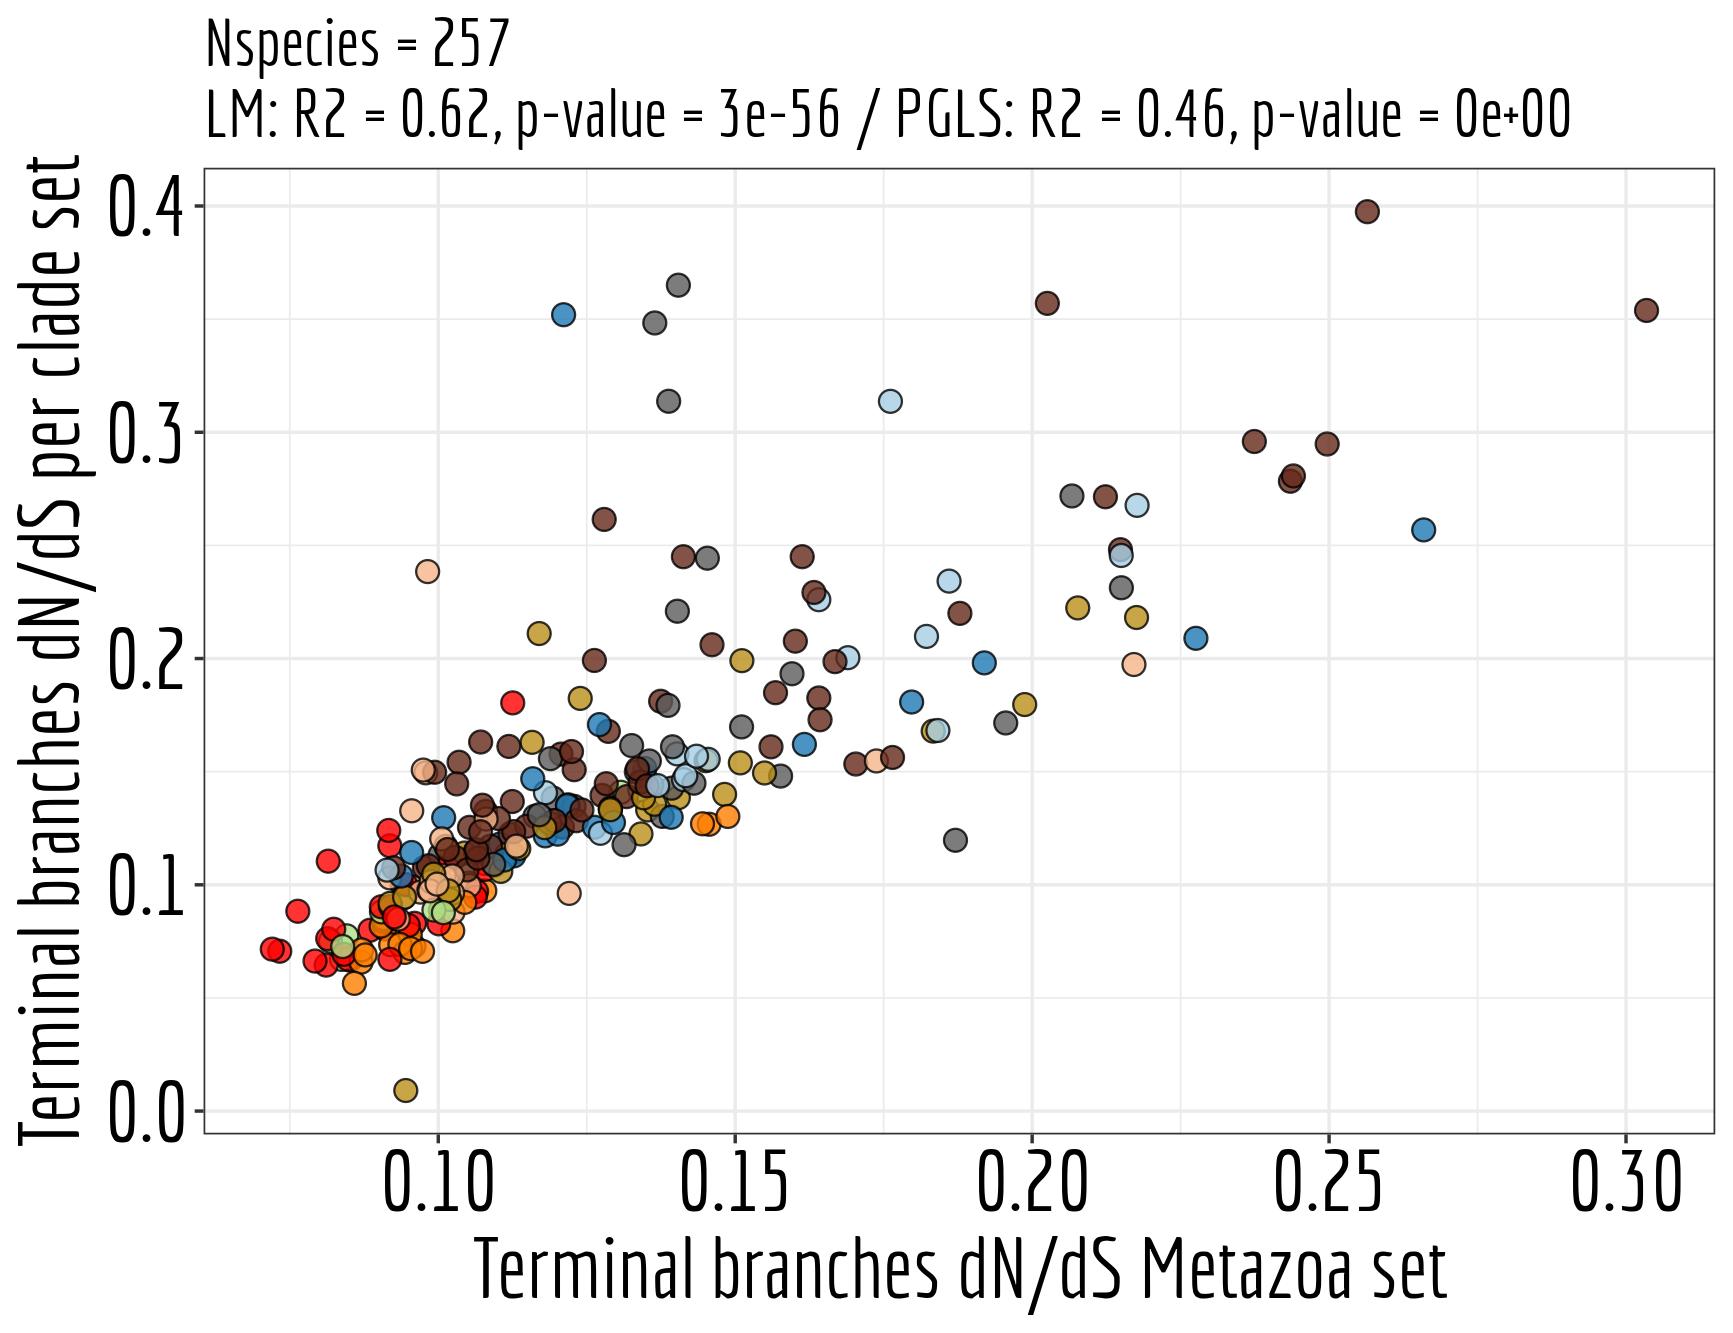 Nspecies = 257
LM: R2 = 0.62, p-value = 3e-56 / PGLS: R2 = 0.46, p-value = 0e+00
Terminal branches dN/dS per clade set
0.4
0.3
0.2
0.1
0.0
0.10 0.15 0.20 0.25 0.30
Terminal branches dN/dS Metazoa set